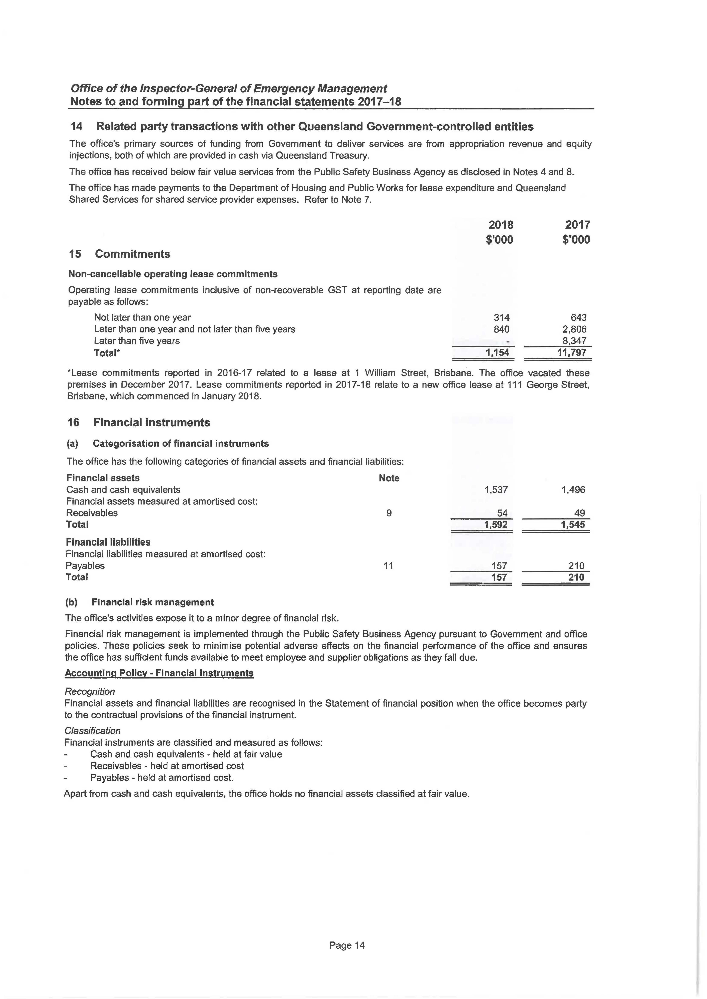 Office of the Inspector-General of Emergency Management
Notes to and forming part of the financial statements 2017–18
14 Related party transactions with other Queensland Government-controlled entities
The office's primary sources of funding from Government to deliver services are from appropriation revenue and equity
injections, both of which are provided in cash via Queensland Treasury.
The office has received below fair value services from the Public Safety Business Agency as disclosed in Notes 4 and 8.
The office has made payments to the Department of Housing and Public Works for lease expenditure and Queensland
Shared Services for shared service provider expenses. Refer to Note 7.
2018 2017
$'000 $'000
15 Commitments
Non-cancellable operating lease commitments
Operating lease commitments inclusive of non-recoverable GST at reporting date are
payable as follows:
Not later than one year 314 643
Later than one year and not later than five years 840 2,806
Later than five years - 8,347
Total* 1,154 11,797
*Lease commitments reported in 2016-17 related to a lease at 1 William Street, Brisbane. The office vacated these
premises in December 2017. Lease commitments reported in 2017-18 relate to a new office lease at 111 George Street,
Brisbane, which commenced in January 2018.
16 Financial instruments
(a) Categorisation of financial instruments
The office has the following categories of financial assets and financial liabilities:
Financial assets Note
Cash and cash equivalents 1,537 1,496
Financial assets measured at amortised cost:
Receivables 9 54 49
Total 1,592 1,545
Financial liabilities
Financial liabilities measured at amortised cost:
Payables 11 157 210
Total 157 210
(b) Financial risk management
The office's activities expose it to a minor degree of financial risk.
Financial risk management is implemented through the Public Safety Business Agency pursuant to Government and office
policies. These policies seek to minimise potential adverse effects on the financial performance of the office and ensures
the office has sufficient funds available to meet employee and supplier obligations as they fall due.
Accounting Policy - Financial instruments
Recognition
Financial assets and financial liabilities are recognised in the Statement of financial position when the office becomes party
to the contractual provisions of the financial instrument.
Classification
Financial instruments are classified and measured as follows:
- Cash and cash equivalents - held at fair value
- Receivables - held at amortised cost
- Payables - held at amortised cost.
Apart from cash and cash equivalents, the office holds no financial assets classified at fair value.
Page 14